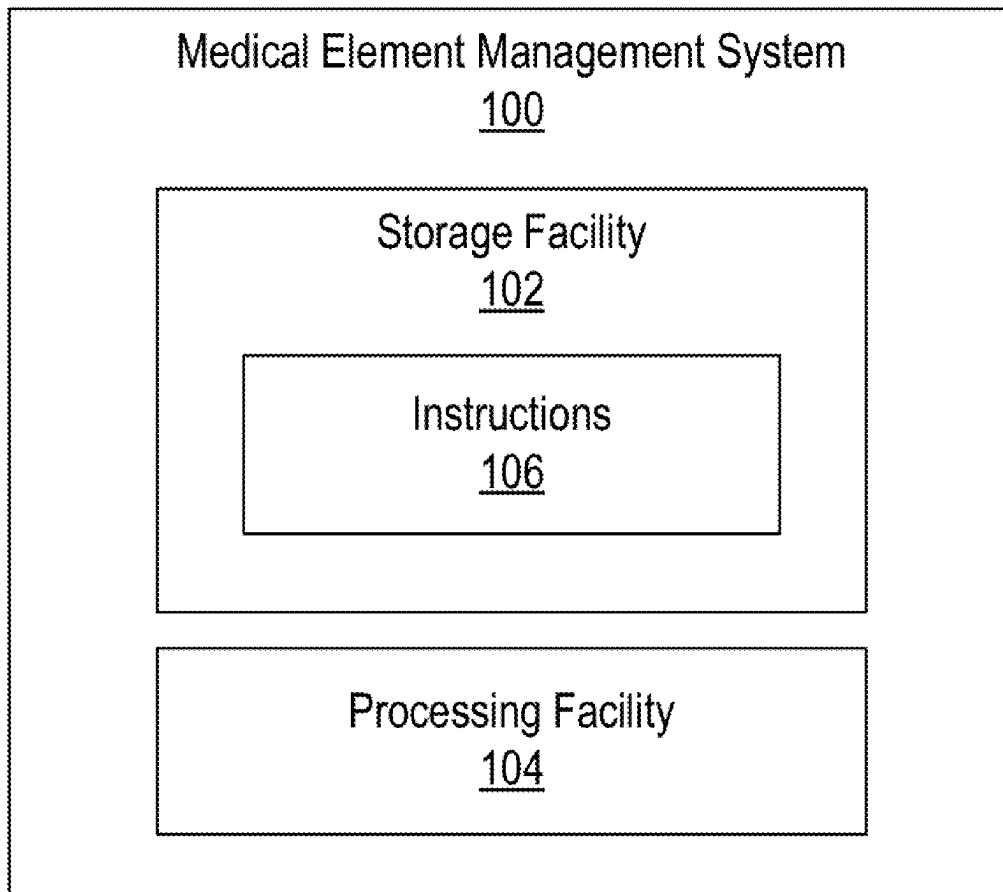 Medical Element Management System
100
Storage Facility
102
Instructions
106
Processing Facility
104